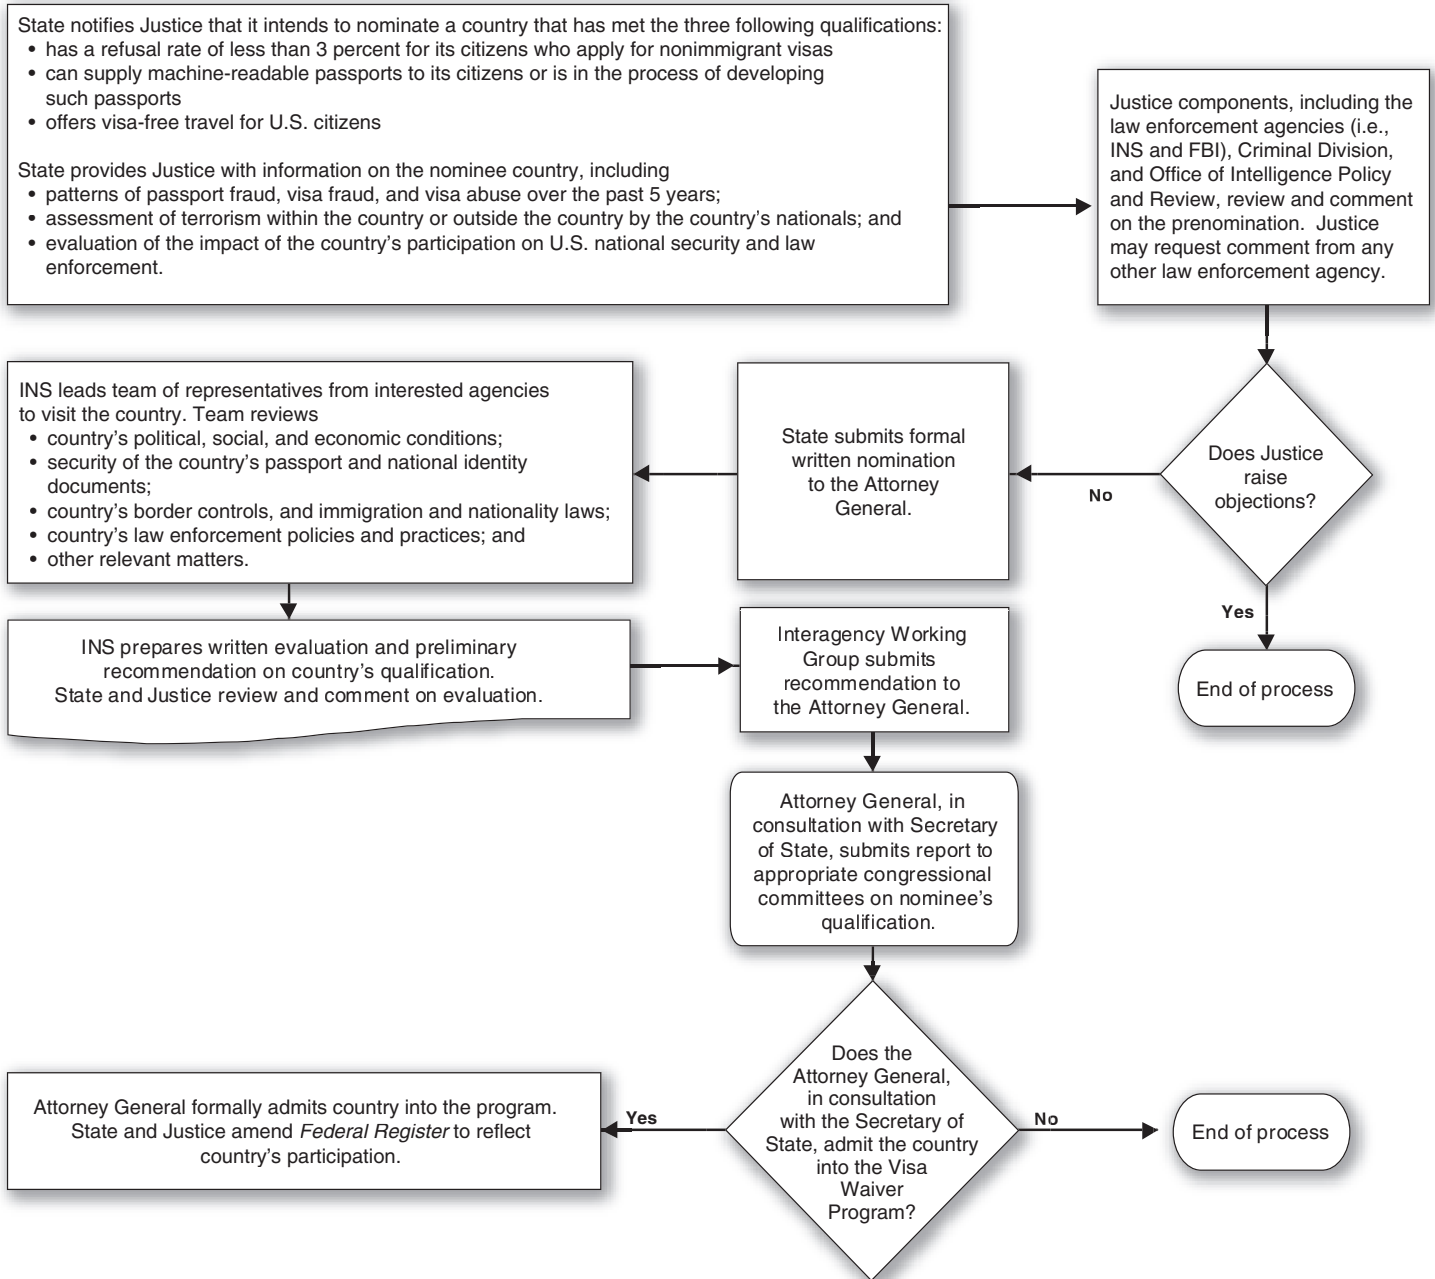 State notifies Justice that it intends to nominate a country that has met the three following qualifications:
• has a refusal rate of less than 3 percent for its citizens who apply for nonimmigrant visas
• can supply machine-readable passports to its citizens or is in the process of developing
such passports
• offers visa-free travel for U.S. citizens
State provides Justice with information on the nominee country, including
• patterns of passport fraud, visa fraud, and visa abuse over the past 5 years;
• assessment of terrorism within the country or outside the country by the country's nationals; and
• evaluation of the impact of the country's participation on U.S. national security and law
enforcement.
Justice components, including the
law enforcement agencies (i.e.,
INS and FBI), Criminal Division,
and Office of Intelligence Policy
and Review, review and comment
on the prenomination. Justice
may request comment from any
other law enforcement agency.
Does Justice
raise
objections?
No
Yes
End of process
State submits formal
written nomination
to the Attorney
General.
INS leads team of representatives from interested agencies
to visit the country. Team reviews
• country's political, social, and economic conditions;
• security of the country's passport and national identity
documents;
• country's border controls, and immigration and nationality laws;
• country's law enforcement policies and practices; and
• other relevant matters.
INS prepares written evaluation and preliminary
recommendation on country's qualification.
State and Justice review and comment on evaluation.
Interagency Working
Group submits
recommendation to
the Attorney General.
Attorney General, in
consultation with Secretary
of State, submits report to
appropriate congressional
committees on nominee's
qualification.
Does the
Attorney General,
in consultation
with the Secretary of
State, admit the country
into the Visa
Waiver
Program?
Yes
No
Attorney General formally admits country into the program.
State and Justice amend Federal Register to reflect
country's participation.
End of process